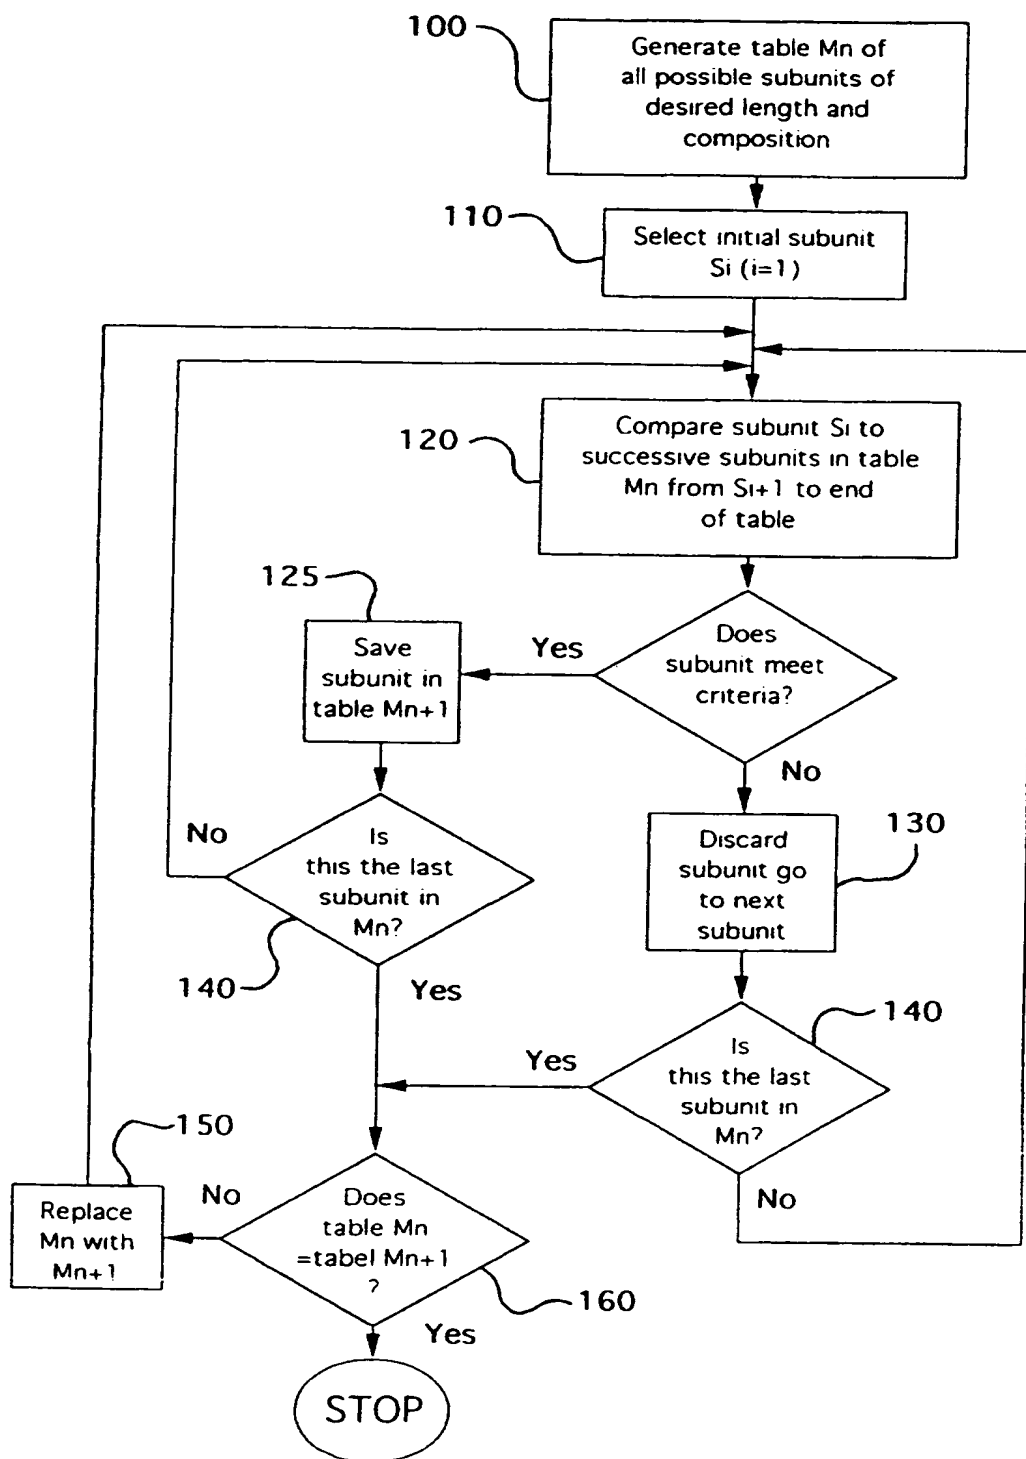 100
Generate table Mn of
all possible subunits of
desired length and
composition
110
Select initial subunit
Si (i=1)
120
Compare subunit Si to
successive subunits in table
Mn from Si+1 to end
of table
125
Save
subunit in
table Mn+1
Yes
Does
subunit meet
criteria?
No
No
Is
this the last
subunit in
Mn?
140
Yes
130
Discard
subunit go
to next
subunit
140
Yes
Is
this the last
subunit in
Mn?
No
150
Replace
Mn with
Mn+1
No
Does
table Mn
=tabel Mn+1
?
160
Yes
STOP